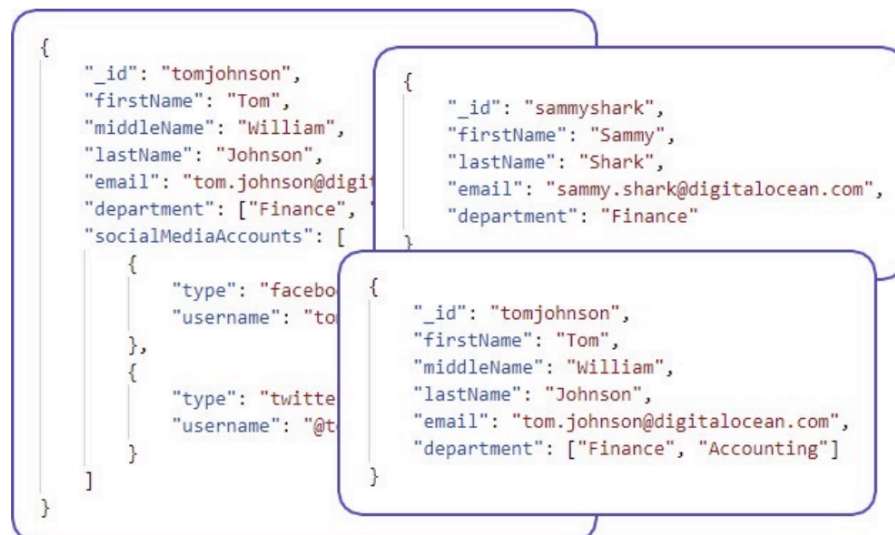 {
"_id": "tomjohnson",
"firstName": "Tom",
"middleName": "William",
"lastName": "Johnson",
"email": "tom.johnson@digit
"department": ["Finance", "
"socialMediaAccounts": [
{
"type": "facebo
"username": "to
},
{
"type": "twitte
"username": "@to
}
]
}
{
"_id": "sammyshark",
"firstName": "Sammy",
"lastName": "Shark",
"email": "sammy.shark@digitalocean.com",
"department": "Finance"
}
{
"_id": "tomjohnson",
"firstName": "Tom",
"middleName": "William",
"lastName": "Johnson",
"email": "tom.johnson@digitalocean.com",
"department": ["Finance", "Accounting"]
}